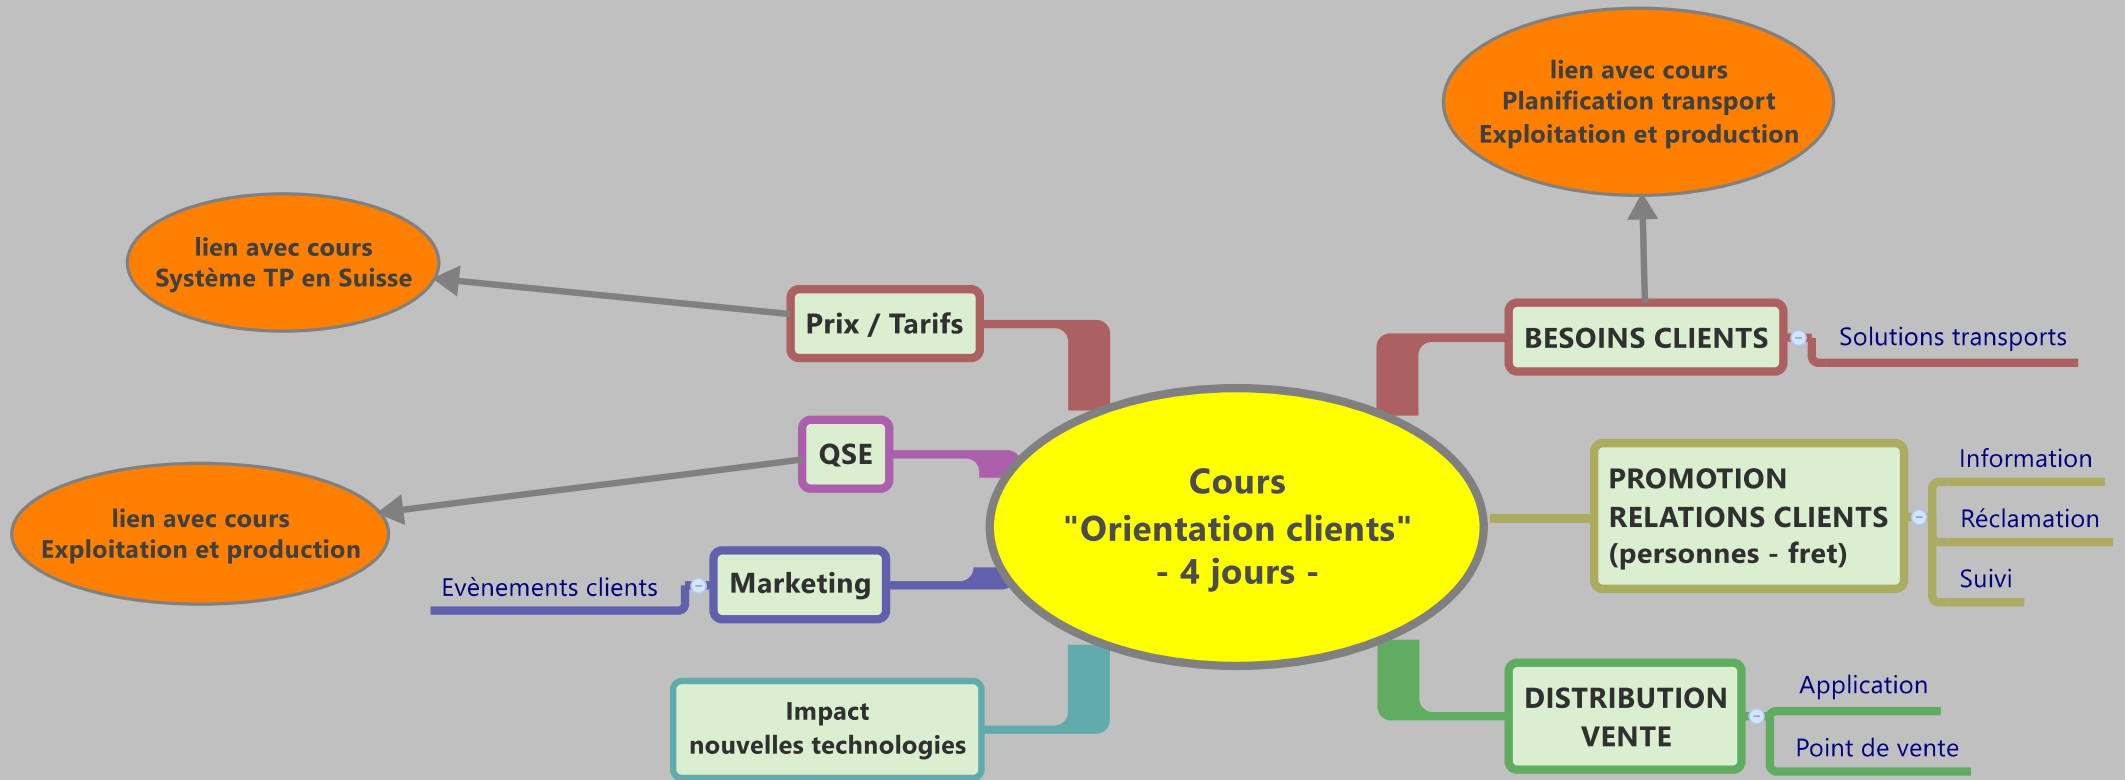 lien avec cours
Planification transport
Exploitation et production
lien avec cours
Système TP en Suisse
Prix / Tarifs
BESOINS CLIENTS
Solutions transports
QSE
lien avec cours
Exploitation et production
Cours
"Orientation clients"
- 4 jours -
PROMOTION
RELATIONS CLIENTS
(personnes - fret)
Information
Réclamation
Suivi
Marketing
Evènements clients
Impact
nouvelles technologies
DISTRIBUTION
VENTE
Application
Point de vente